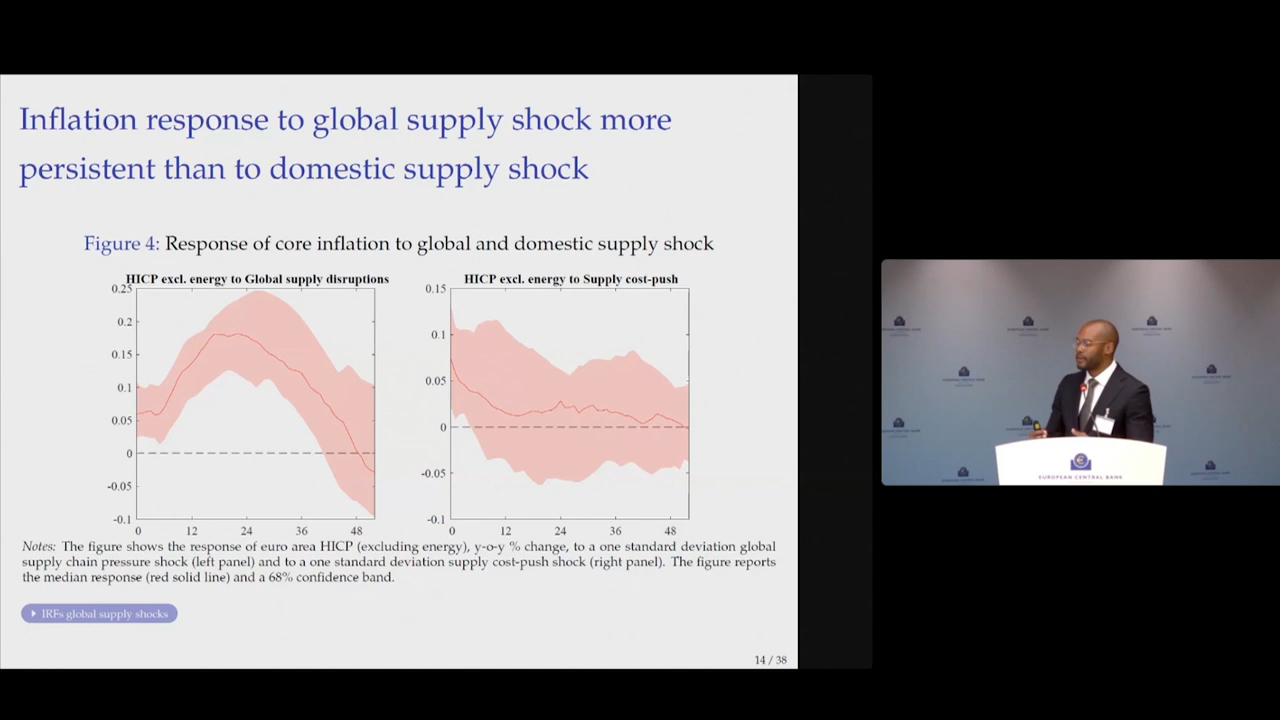 Inflation response to global supply shock more
persistent than to domestic supply shock
Figure 4: Response of core inflation to global and domestic supply shock
HICP excl. energy to Global supply disruptions
0.25
0.2
0.15
0.1
0.05
0
-0.05
-0.1
0 12 24 36 48
HICP excl. energy to Supply cost-push
0.15
0.1
0.05
0
-0.05
-0.1
0 12 24 36 48
Notes: The figure shows the response of euro area HICP (excluding energy), y-o-y % change, to a one standard deviation global
supply chain pressure shock (left panel) and to a one standard deviation supply cost-push shock (right panel). The figure reports
the median response (red solid line) and a 68% confidence band.
IRFs global supply shocks
14 / 38
EUROPEAN CENTRAL BANK